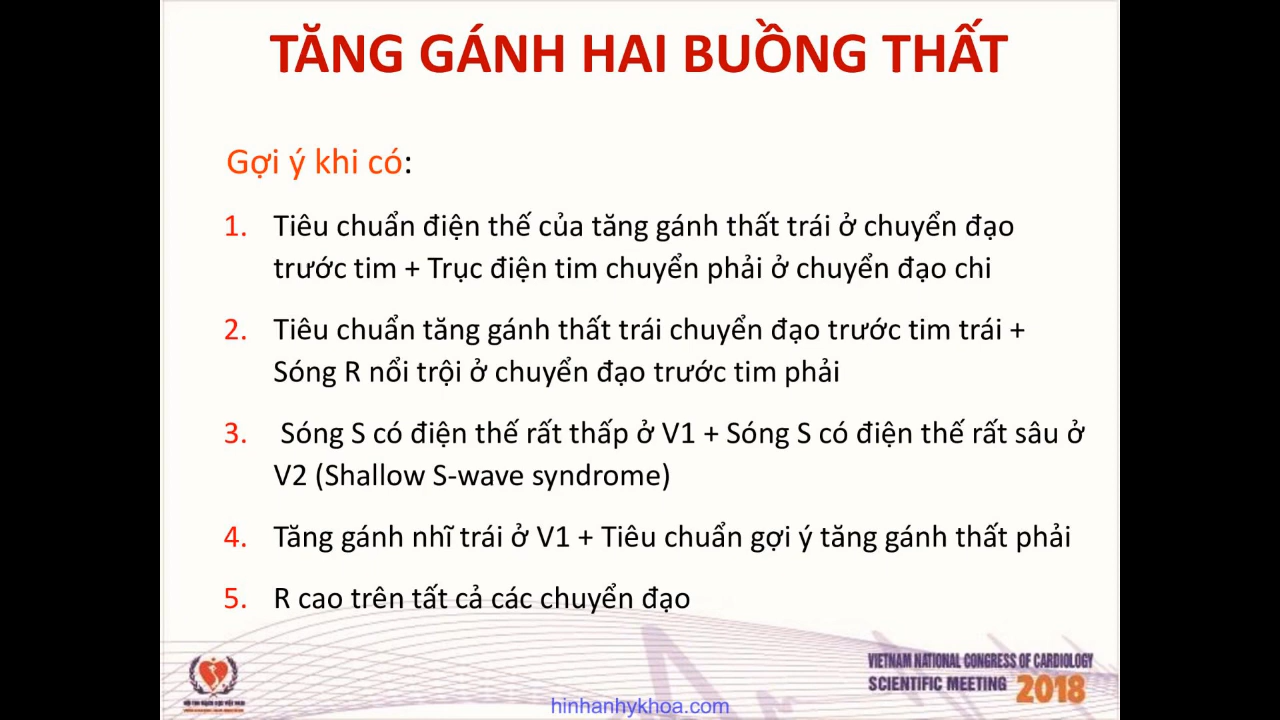 TĂNG GÁNH HAI BUỒNG THẤT
Gợi ý khi có:
1. Tiêu chuẩn điện thế của tăng gánh thất trái ở chuyển đạo
trước tim + Trục điện tim chuyển phải ở chuyển đạo chi
2. Tiêu chuẩn tăng gánh thất trái chuyển đạo trước tim trái +
Sóng R nổi trội ở chuyển đạo trước tim phải
3. Sóng S có điện thế rất thấp ở V1 + Sóng S có điện thế rất sâu ở
V2 (Shallow S-wave syndrome)
4. Tăng gánh nhĩ trái ở V1 + Tiêu chuẩn gợi ý tăng gánh thất phải
5. R cao trên tất cả các chuyển đạo
VIETNAM NATIONAL CONGRESS OF CARDIOLOGY
SCIENTIFIC MEETING 2018
hinhanhykhoa.com